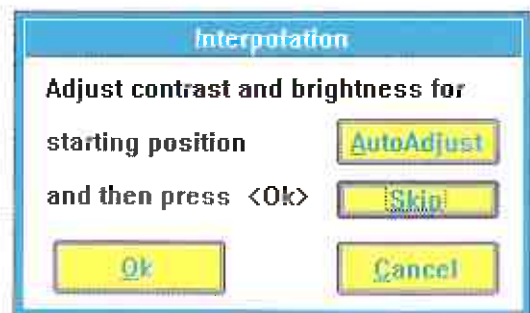 Interpolation
Adjust contrast and brightness for
starting position
AutoAdjust
and then press <Ok>
Skip
Ok
Cancel